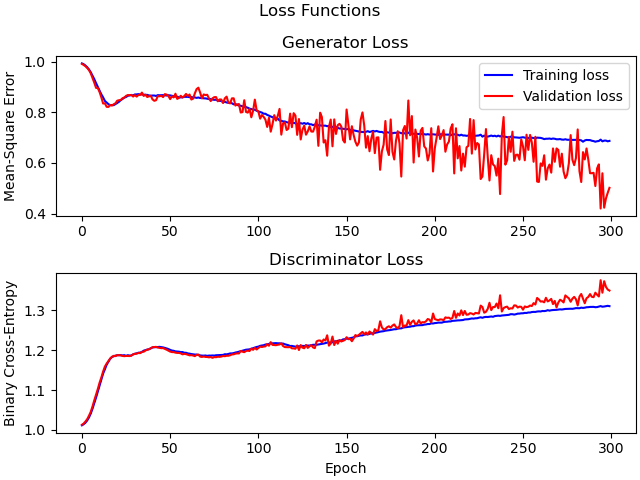 Loss Functions
Generator Loss
Mean-Square Error
1.0
0.8
0.6
0.4
Training loss
Validation loss
0
50
100
150
200
250
300
Discriminator Loss
Binary Cross-Entropy
1.3
1.2
1.1
1.0
0
50
100
150
200
250
300
Epoch